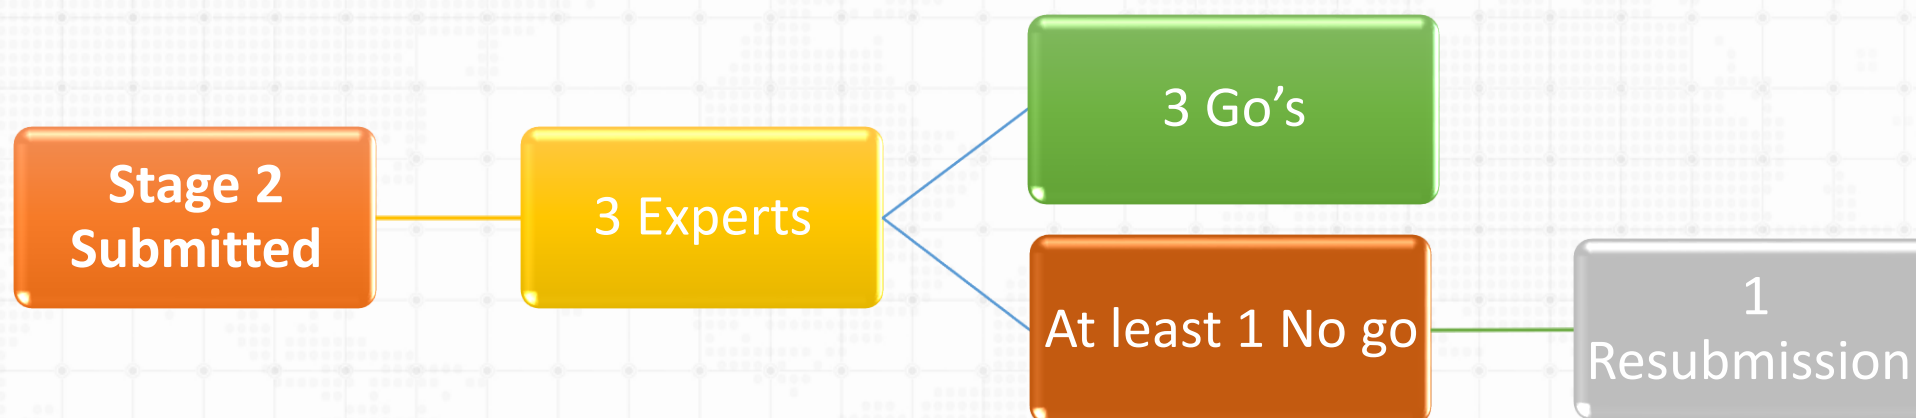 Stage 2
Submitted
3 Experts
3 Go’s
At least 1 No go
1
Resubmission